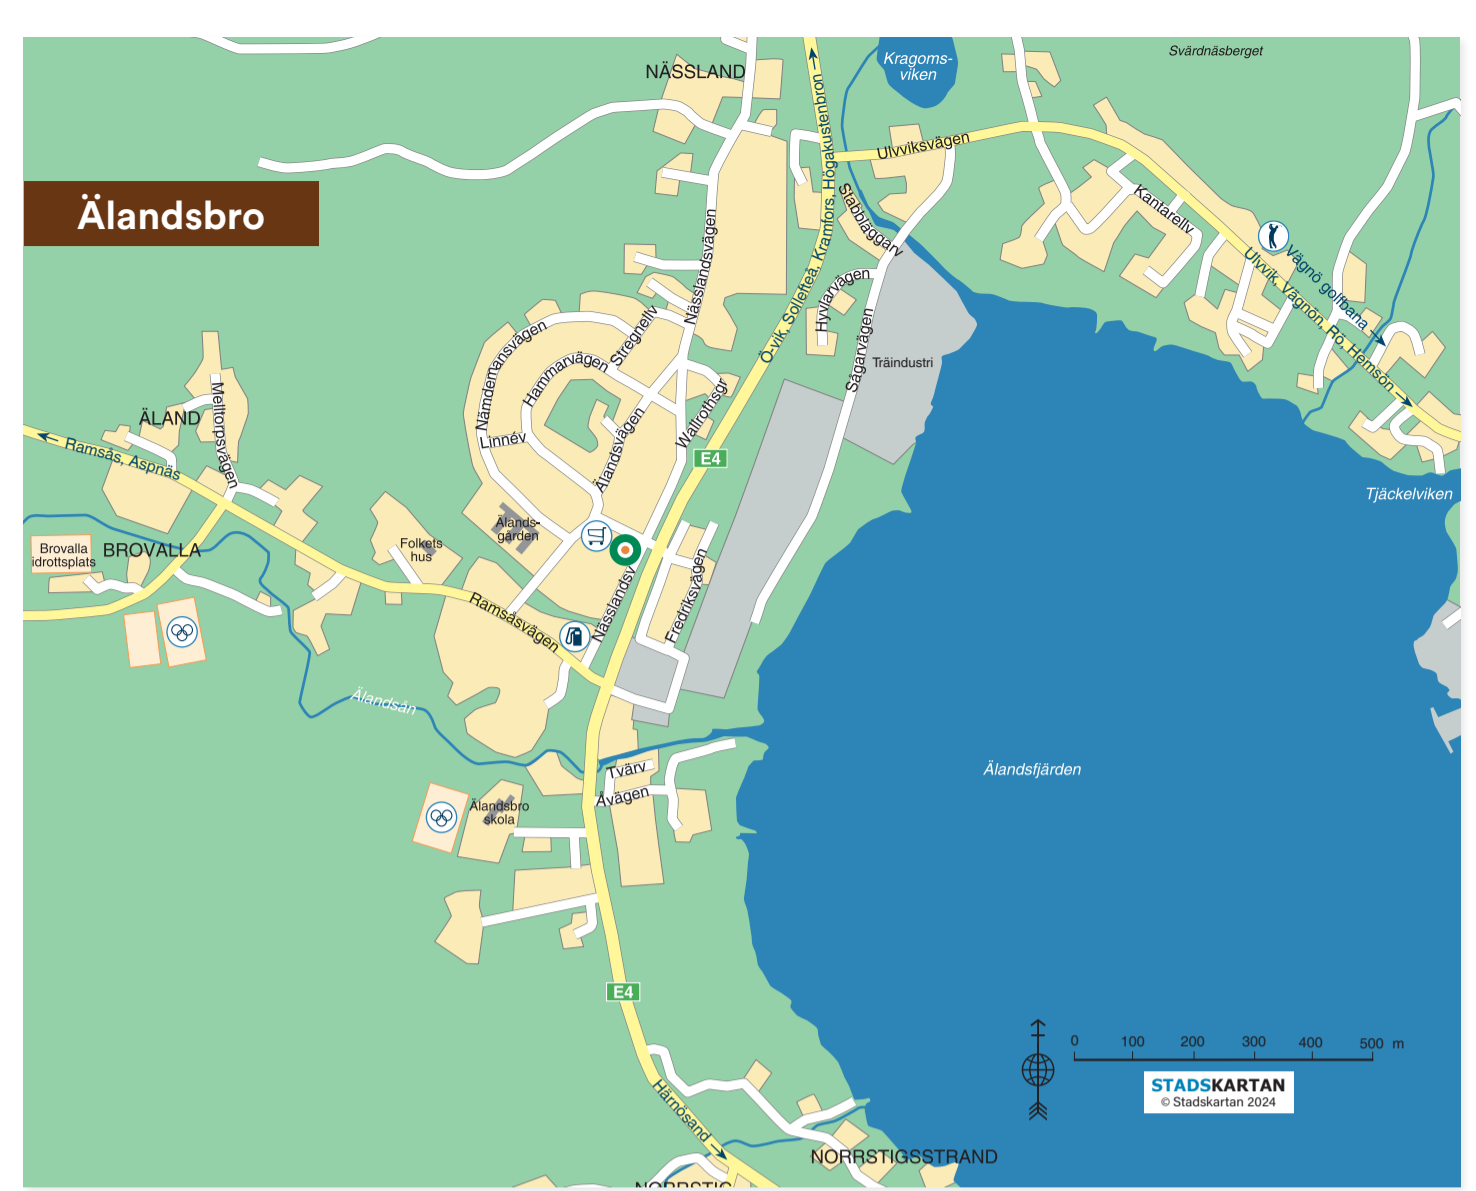 Kragoms-
viken
Svärdnäsberget
NÄSSLAND
Ö-vik, Sollefteå, Kramfors, Högakustenbron
Ulvviksvägen
Älandsbro
Stabbläggarv
Kantarellv
Nässlandsvägen
Vägnö golfbana
Ulvvik, Vägnön, Rö, Hemsön
Hyvlarvägen
Sågarvägen
Stregnellv
Nämdemansvägen
Hammarvägen
Träindustri
Wallrothsgr
Melltorpsvägen
ÄLAND
Linnév
Älandsvägen
Ramsås, Aspnäs
E4
Tjäckelviken
Älands-
gården
Folkets
hus
Brovalla
idrottsplats
BROVALLA
Fredriksvägen
Nässlandsv
Ramsåsvägen
Älandsån
Älandsfjärden
Tvärv
Åvägen
Älandsbro
skola
E4
0 100 200 300 400 500 m
STADSKARTAN
© Stadskartan 2024
Härnösand
NORRSTIGSSTRAND
NORRSTIG